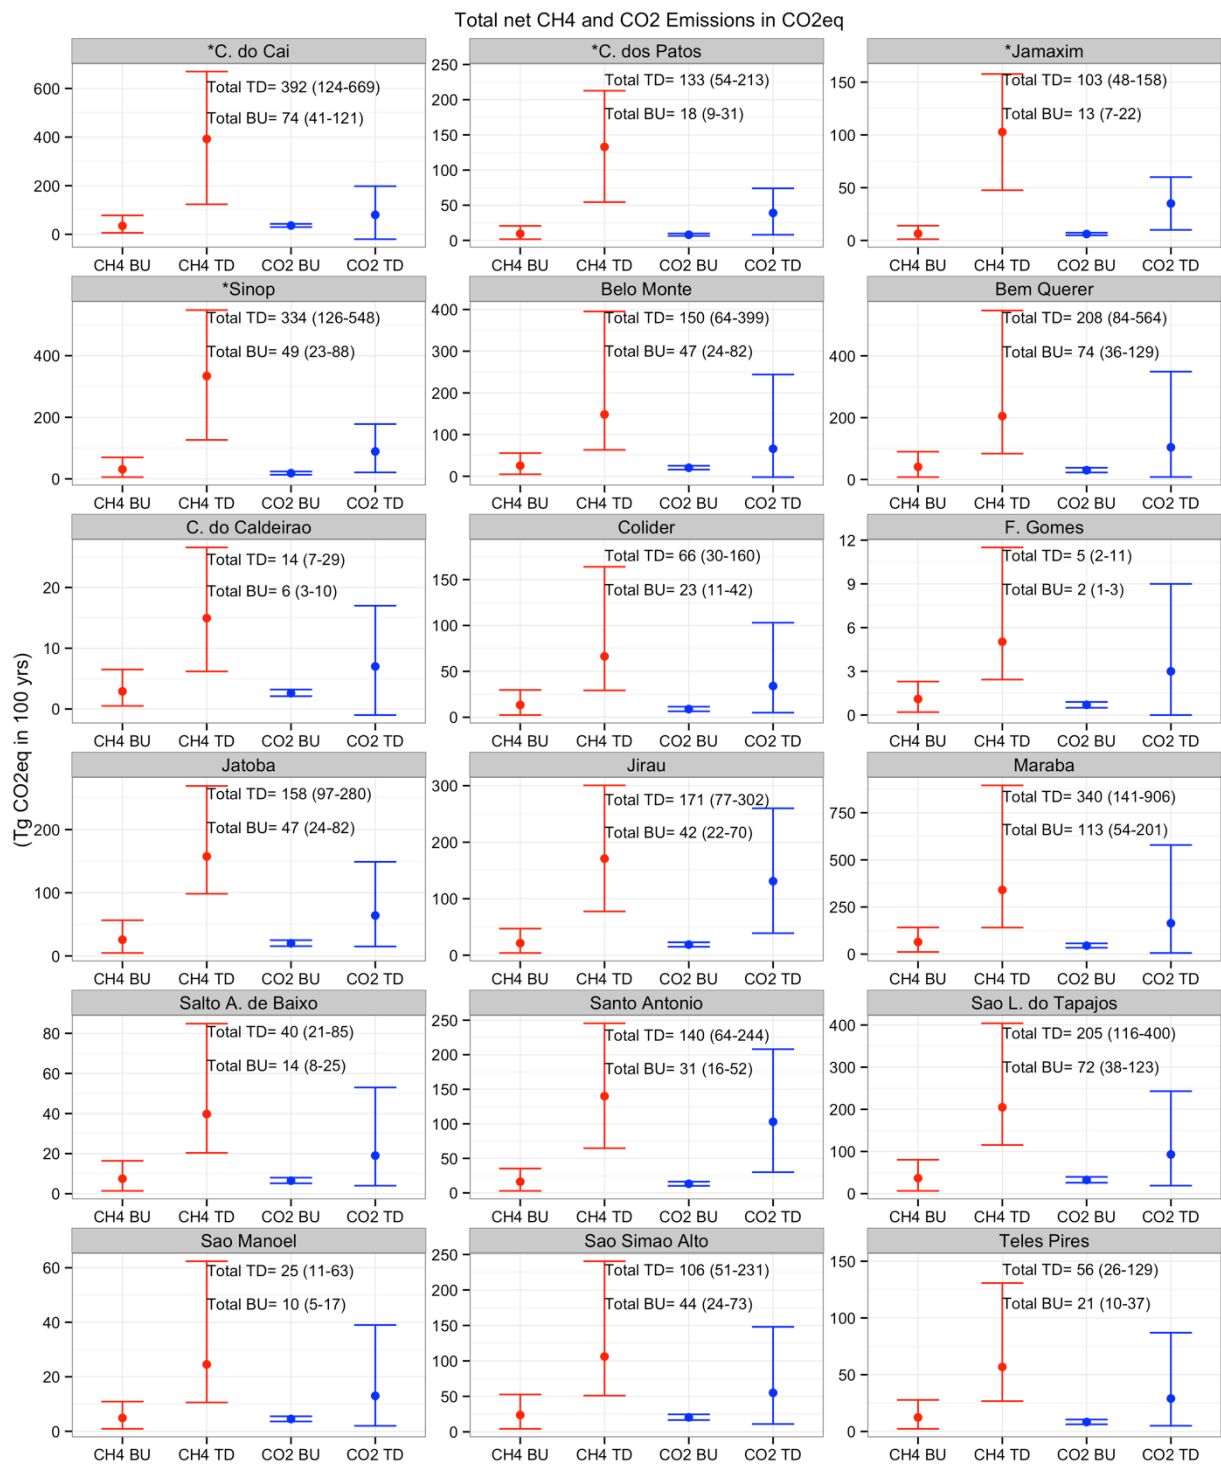 Total net CH4 and CO2 Emissions in CO2eq
(Tg CO2eq in 100 yrs)
*C. do Cai
Total TD= 392 (124-669)
Total BU= 74 (41-121)
600
400
200
0
CH4 BU CH4 TD CO2 BU CO2 TD
*C. dos Patos
Total TD= 133 (54-213)
Total BU= 18 (9-31)
250
200
150
100
50
0
CH4 BU CH4 TD CO2 BU CO2 TD
*Jamaxim
Total TD= 103 (48-158)
Total BU= 13 (7-22)
150
100
50
0
CH4 BU CH4 TD CO2 BU CO2 TD
*Sinop
Total TD= 334 (126-548)
Total BU= 49 (23-88)
400
200
0
CH4 BU CH4 TD CO2 BU CO2 TD
Belo Monte
Total TD= 150 (64-399)
Total BU= 47 (24-82)
400
300
200
100
0
CH4 BU CH4 TD CO2 BU CO2 TD
Bem Querer
Total TD= 208 (84-564)
Total BU= 74 (36-129)
400
200
0
CH4 BU CH4 TD CO2 BU CO2 TD
C. do Caldeirao
Total TD= 14 (7-29)
Total BU= 6 (3-10)
20
10
0
CH4 BU CH4 TD CO2 BU CO2 TD
Colider
Total TD= 66 (30-160)
Total BU= 23 (11-42)
150
100
50
0
CH4 BU CH4 TD CO2 BU CO2 TD
F. Gomes
Total TD= 5 (2-11)
Total BU= 2 (1-3)
12
9
6
3
0
CH4 BU CH4 TD CO2 BU CO2 TD
Jatoba
Total TD= 158 (97-280)
Total BU= 47 (24-82)
200
100
0
CH4 BU CH4 TD CO2 BU CO2 TD
Jirau
Total TD= 171 (77-302)
Total BU= 42 (22-70)
300
200
100
0
CH4 BU CH4 TD CO2 BU CO2 TD
Maraba
Total TD= 340 (141-906)
Total BU= 113 (54-201)
750
500
250
0
CH4 BU CH4 TD CO2 BU CO2 TD
Salto A. de Baixo
Total TD= 40 (21-85)
Total BU= 14 (8-25)
80
60
40
20
0
CH4 BU CH4 TD CO2 BU CO2 TD
Santo Antonio
Total TD= 140 (64-244)
Total BU= 31 (16-52)
250
200
150
100
50
0
CH4 BU CH4 TD CO2 BU CO2 TD
Sao L. do Tapajos
Total TD= 205 (116-400)
Total BU= 72 (38-123)
400
300
200
100
0
CH4 BU CH4 TD CO2 BU CO2 TD
Sao Manoel
Total TD= 25 (11-63)
Total BU= 10 (5-17)
60
40
20
0
CH4 BU CH4 TD CO2 BU CO2 TD
Sao Simao Alto
Total TD= 106 (51-231)
Total BU= 44 (24-73)
250
200
150
100
50
0
CH4 BU CH4 TD CO2 BU CO2 TD
Teles Pires
Total TD= 56 (26-129)
Total BU= 21 (10-37)
150
100
50
0
CH4 BU CH4 TD CO2 BU CO2 TD